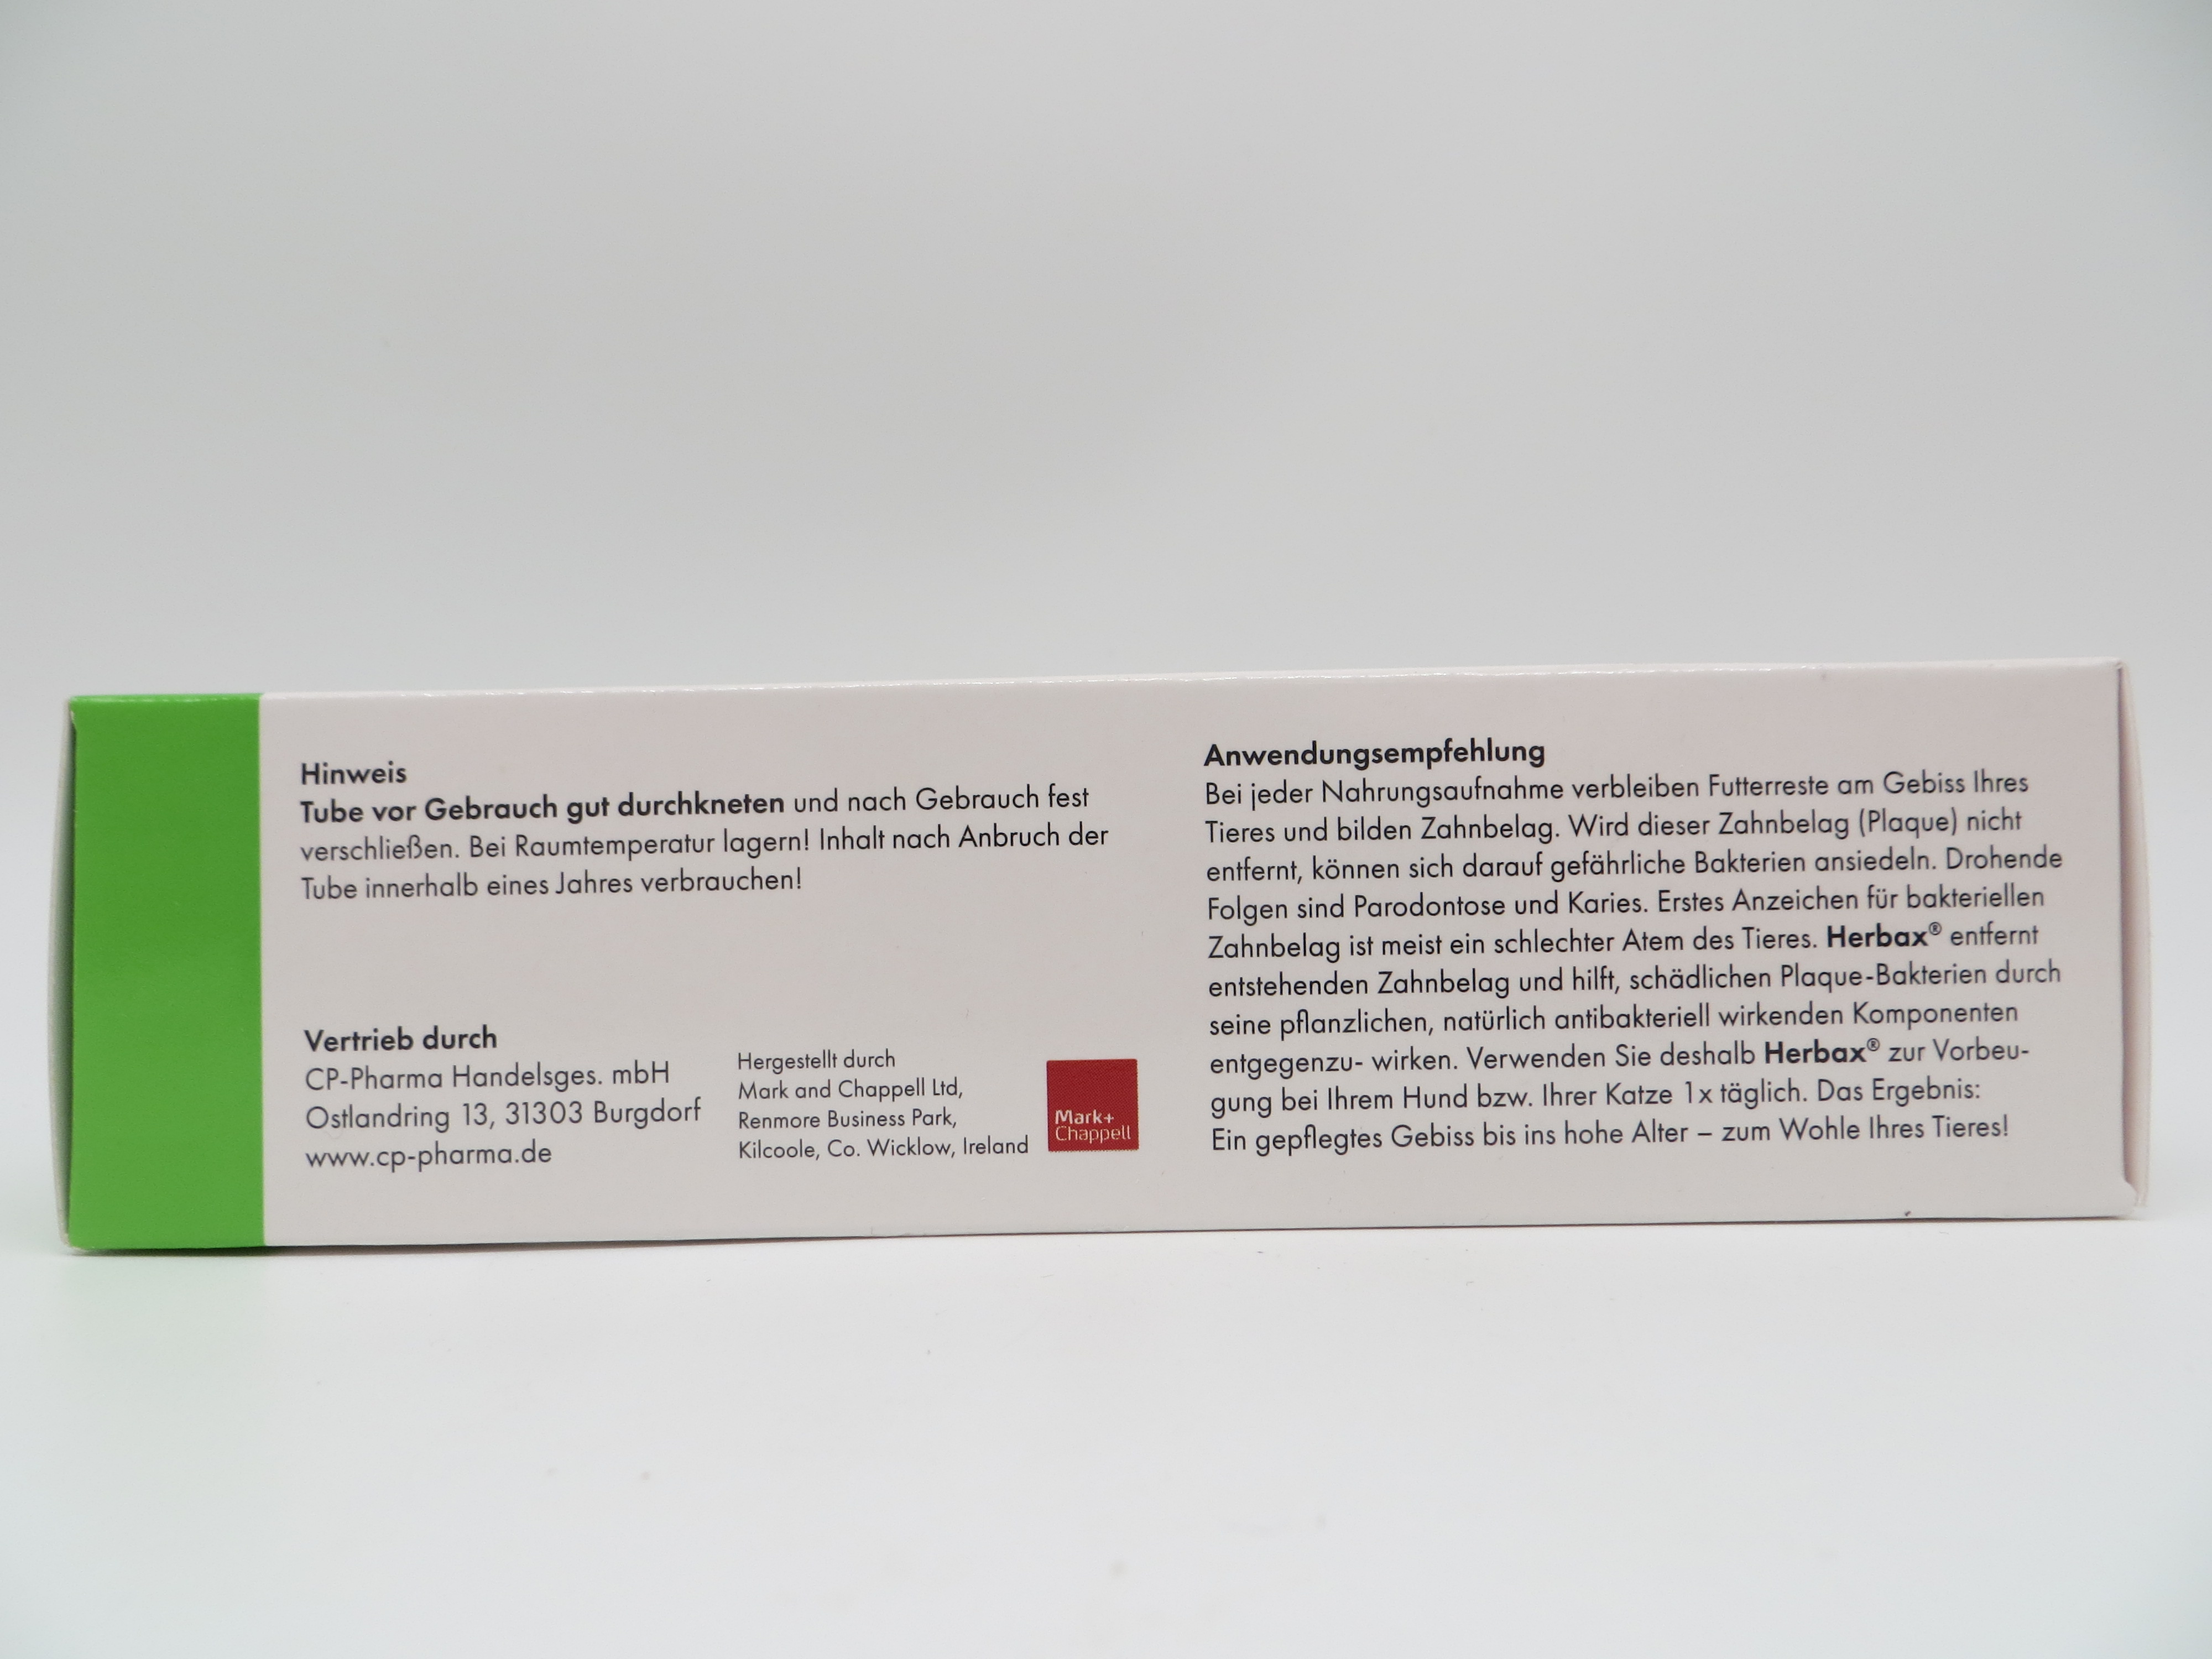 Hinweis
Tube vor Gebrauch gut durchkneten und nach Gebrauch fest
verschließen. Bei Raumtemperatur lagern! Inhalt nach Anbruch der
Tube innerhalb eines Jahres verbrauchen!
Vertrieb durch
CP-Pharma Handelsges. mbH
Ostlandring 13, 31303 Burgdorf
www.cp-pharma.de
Hergestellt durch
Mark and Chappell Ltd,
Renmore Business Park,
Kilcoole, Co. Wicklow, Ireland
Mark+
Chappell
Anwendungsempfehlung
Bei jeder Nahrungsaufnahme verbleiben Futterreste am Gebiss Ihres
Tieres und bilden Zahnbelag. Wird dieser Zahnbelag (Plaque) nicht
entfernt, können sich darauf gefährliche Bakterien ansiedeln. Drohende
Folgen sind Parodontose und Karies. Erstes Anzeichen für bakteriellen
Zahnbelag ist meist ein schlechter Atem des Tieres. Herbax® entfernt
entstehenden Zahnbelag und hilft, schädlichen Plaque-Bakterien durch
seine pflanzlichen, natürlich antibakteriell wirkenden Komponenten
entgegenzu- wirken. Verwenden Sie deshalb Herbax® zur Vorbeu-
gung bei Ihrem Hund bzw. Ihrer Katze 1x täglich. Das Ergebnis:
Ein gepflegtes Gebiss bis ins hohe Alter – zum Wohle Ihres Tieres!